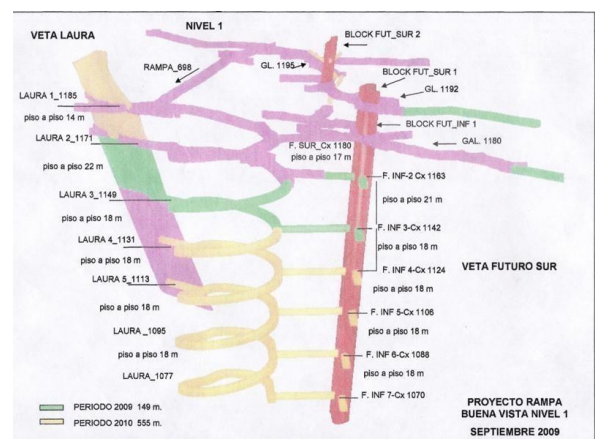 NIVEL 1
BLOCK FUT_SUR 2
VETA LAURA
GL. 1195
BLOCK FUT_SUR 1
RAMPA_698
GL. 1192
LAURA 1_1185
piso a piso 14 m
BLOCK FUT_INF 1
LAURA 2_1171
F. SUR_Cx 1180
GAL. 1180
piso a piso 17 m
piso a piso 22 m
F. INF-2 Cx 1163
piso a piso 21 m
LAURA 3_1149
piso a piso 18 m
F. INF 3-Cx 1142
LAURA 4_1131
piso a piso 18 m
piso a piso 18 m
F. INF 4-Cx 1124
VETA FUTURO SUR
LAURA 5_1113
piso a piso 18 m
piso a piso 18 m
F. INF 5-Cx 1106
LAURA_1095
piso a piso 18 m
piso a piso 18 m
F. INF 6-Cx 1088
LAURA_1077
piso a piso 18 m
F. INF 7-Cx 1070
PERIODO 2009 149 m.
PERIODO 2010 555 m.
PROYECTO RAMPA
BUENA VISTA NIVEL 1
SEPTIEMBRE 2009